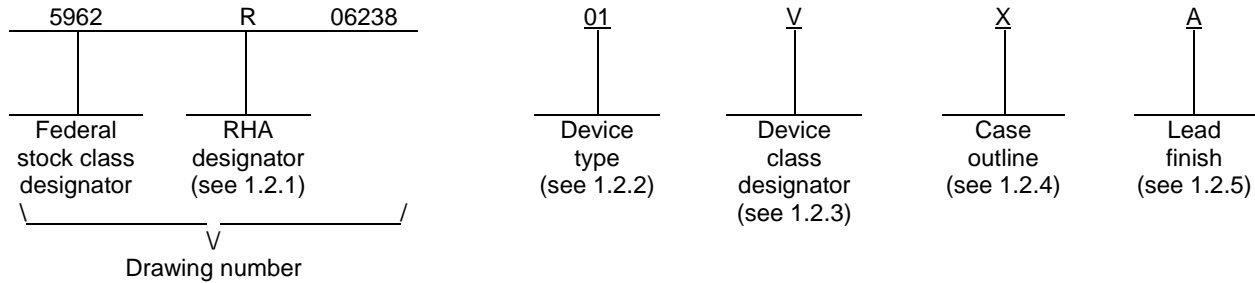 5962 R 06238 01 V X A
Federal stock class designator
RHA designator (see 1.2.1)
Device type (see 1.2.2)
Device class designator (see 1.2.3)
Case outline (see 1.2.4)
Lead finish (see 1.2.5)
Drawing number